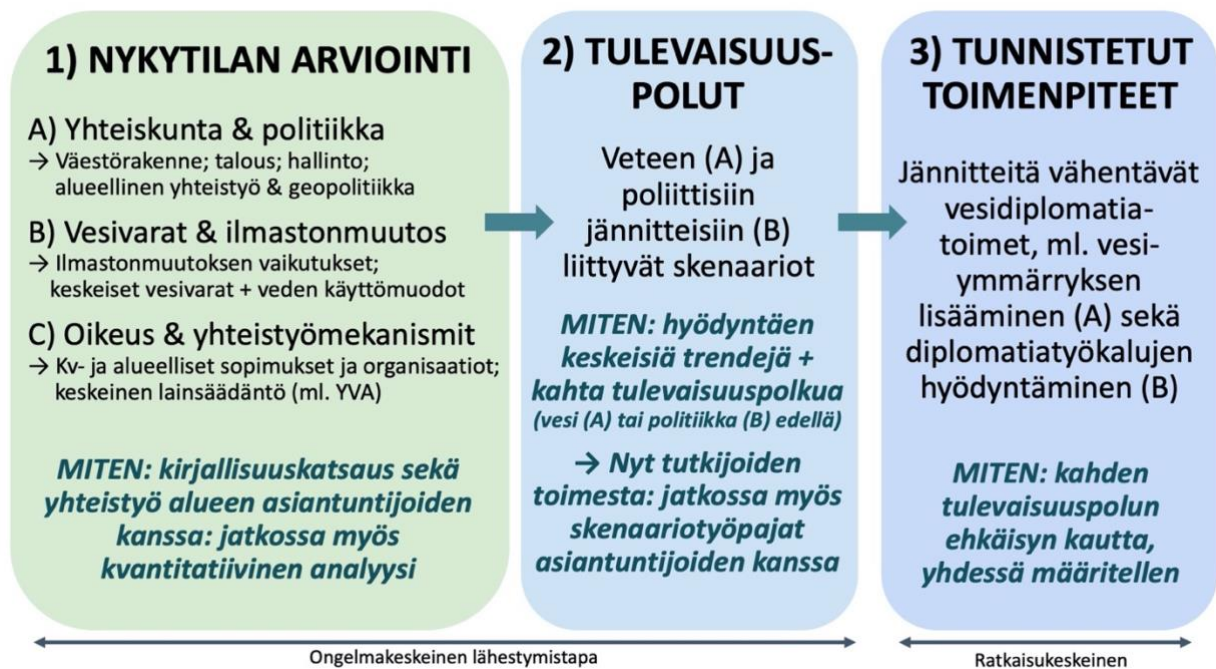 1) NYKYTILAN ARVIOINTI
A) Yhteiskunta & politiikka
→ Väestörakenne; talous; hallinto;
alueellinen yhteistyö & geopolitiikka
B) Vesivarat & ilmastonmuutos
→ Ilmastonmuutoksen vaikutukset;
keskeiset vesivarat + veden käyttömuodot
C) Oikeus & yhteistyömekanismit
→ Kv- ja alueelliset sopimukset ja organisaatiot;
keskeinen lainsäädäntö (ml. YVA)
MITEN: kirjallisuuskatsaus sekä
yhteistyö alueen asiantuntijoiden
kanssa: jatkossa myös
kvantitatiivinen analyysi
2) TULEVAISUUS-
POLUT
Veteen (A) ja
poliittisiin
jännitteisiin (B)
liittyvät skenaariot
MITEN: hyödyntäen
keskeisiä trendejä +
kahta tulevaisuuspolkua
(vesi (A) tai politiikka (B) edellä)
→ Nyt tutkijoiden
toimesta: jatkossa myös
skenaariotyöpajat
asiantuntijoiden kanssa
3) TUNNISTETUT
TOIMENPITEET
Jännitteitä vähentävät
vesidiplomatia-
toimet, ml. vesi-
ymmärryksen
lisääminen (A) sekä
diplomatiatyökalujen
hyödyntäminen (B)
MITEN: kahden
tulevaisuuspolun
ehkäisyn kautta,
yhdessä määritellen
Ongelmakeskeinen lähestymistapa
Ratkaisukeskeinen